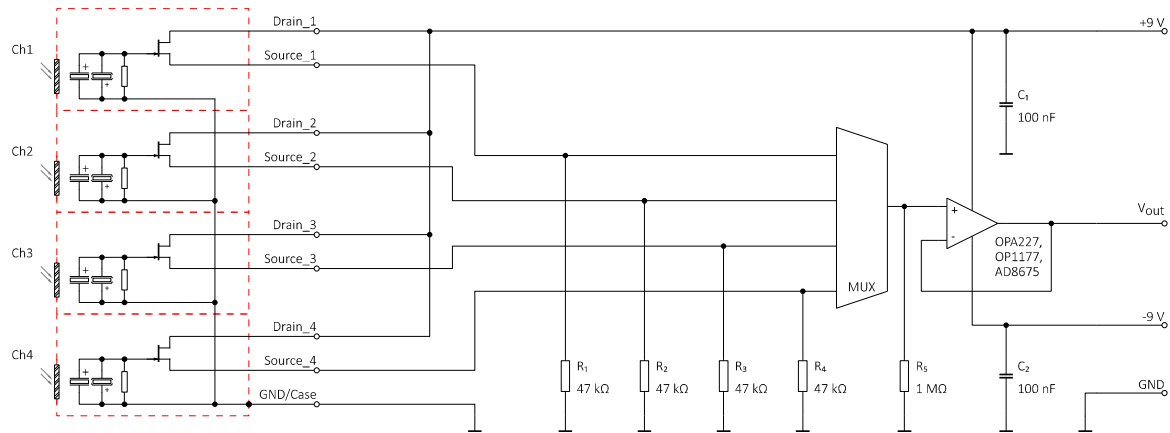 Drain_1
+9 V
Ch1
Source_1
C₁
100 nF
Drain_2
Ch2
Source_2
Drain_3
Vout
Ch3
Source_3
OPA227,
OP1177,
AD8675
MUX
Drain_4
-9 V
Ch4
Source_4
R₁
47 kΩ
R₂
47 kΩ
R₃
47 kΩ
R₄
47 kΩ
R₅
1 MΩ
C₂
100 nF
GND/Case
GND
+
-
+
+
+
+
+
+
+
+